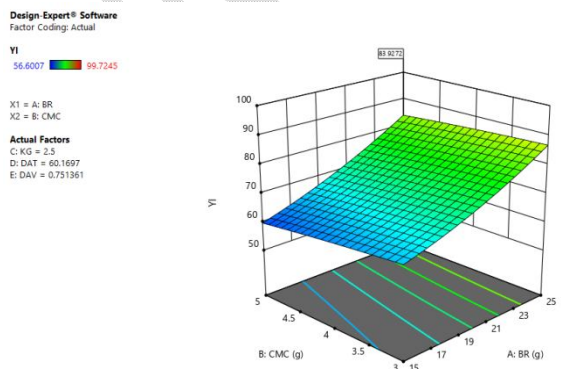 Design-Expert® Software
Factor Coding: Actual
YI
56.6007 99.7245
X1 = A: BR
X2 = B: CMC
Actual Factors
C: KG = 2.5
D: DAT = 60.1697
E: DAV = 0.751361
83.9272
100
90
80
70
60
50
YI
5
4.5
4
3.5
3
B: CMC (g)
15
17
19
21
23
25
A: BR (g)